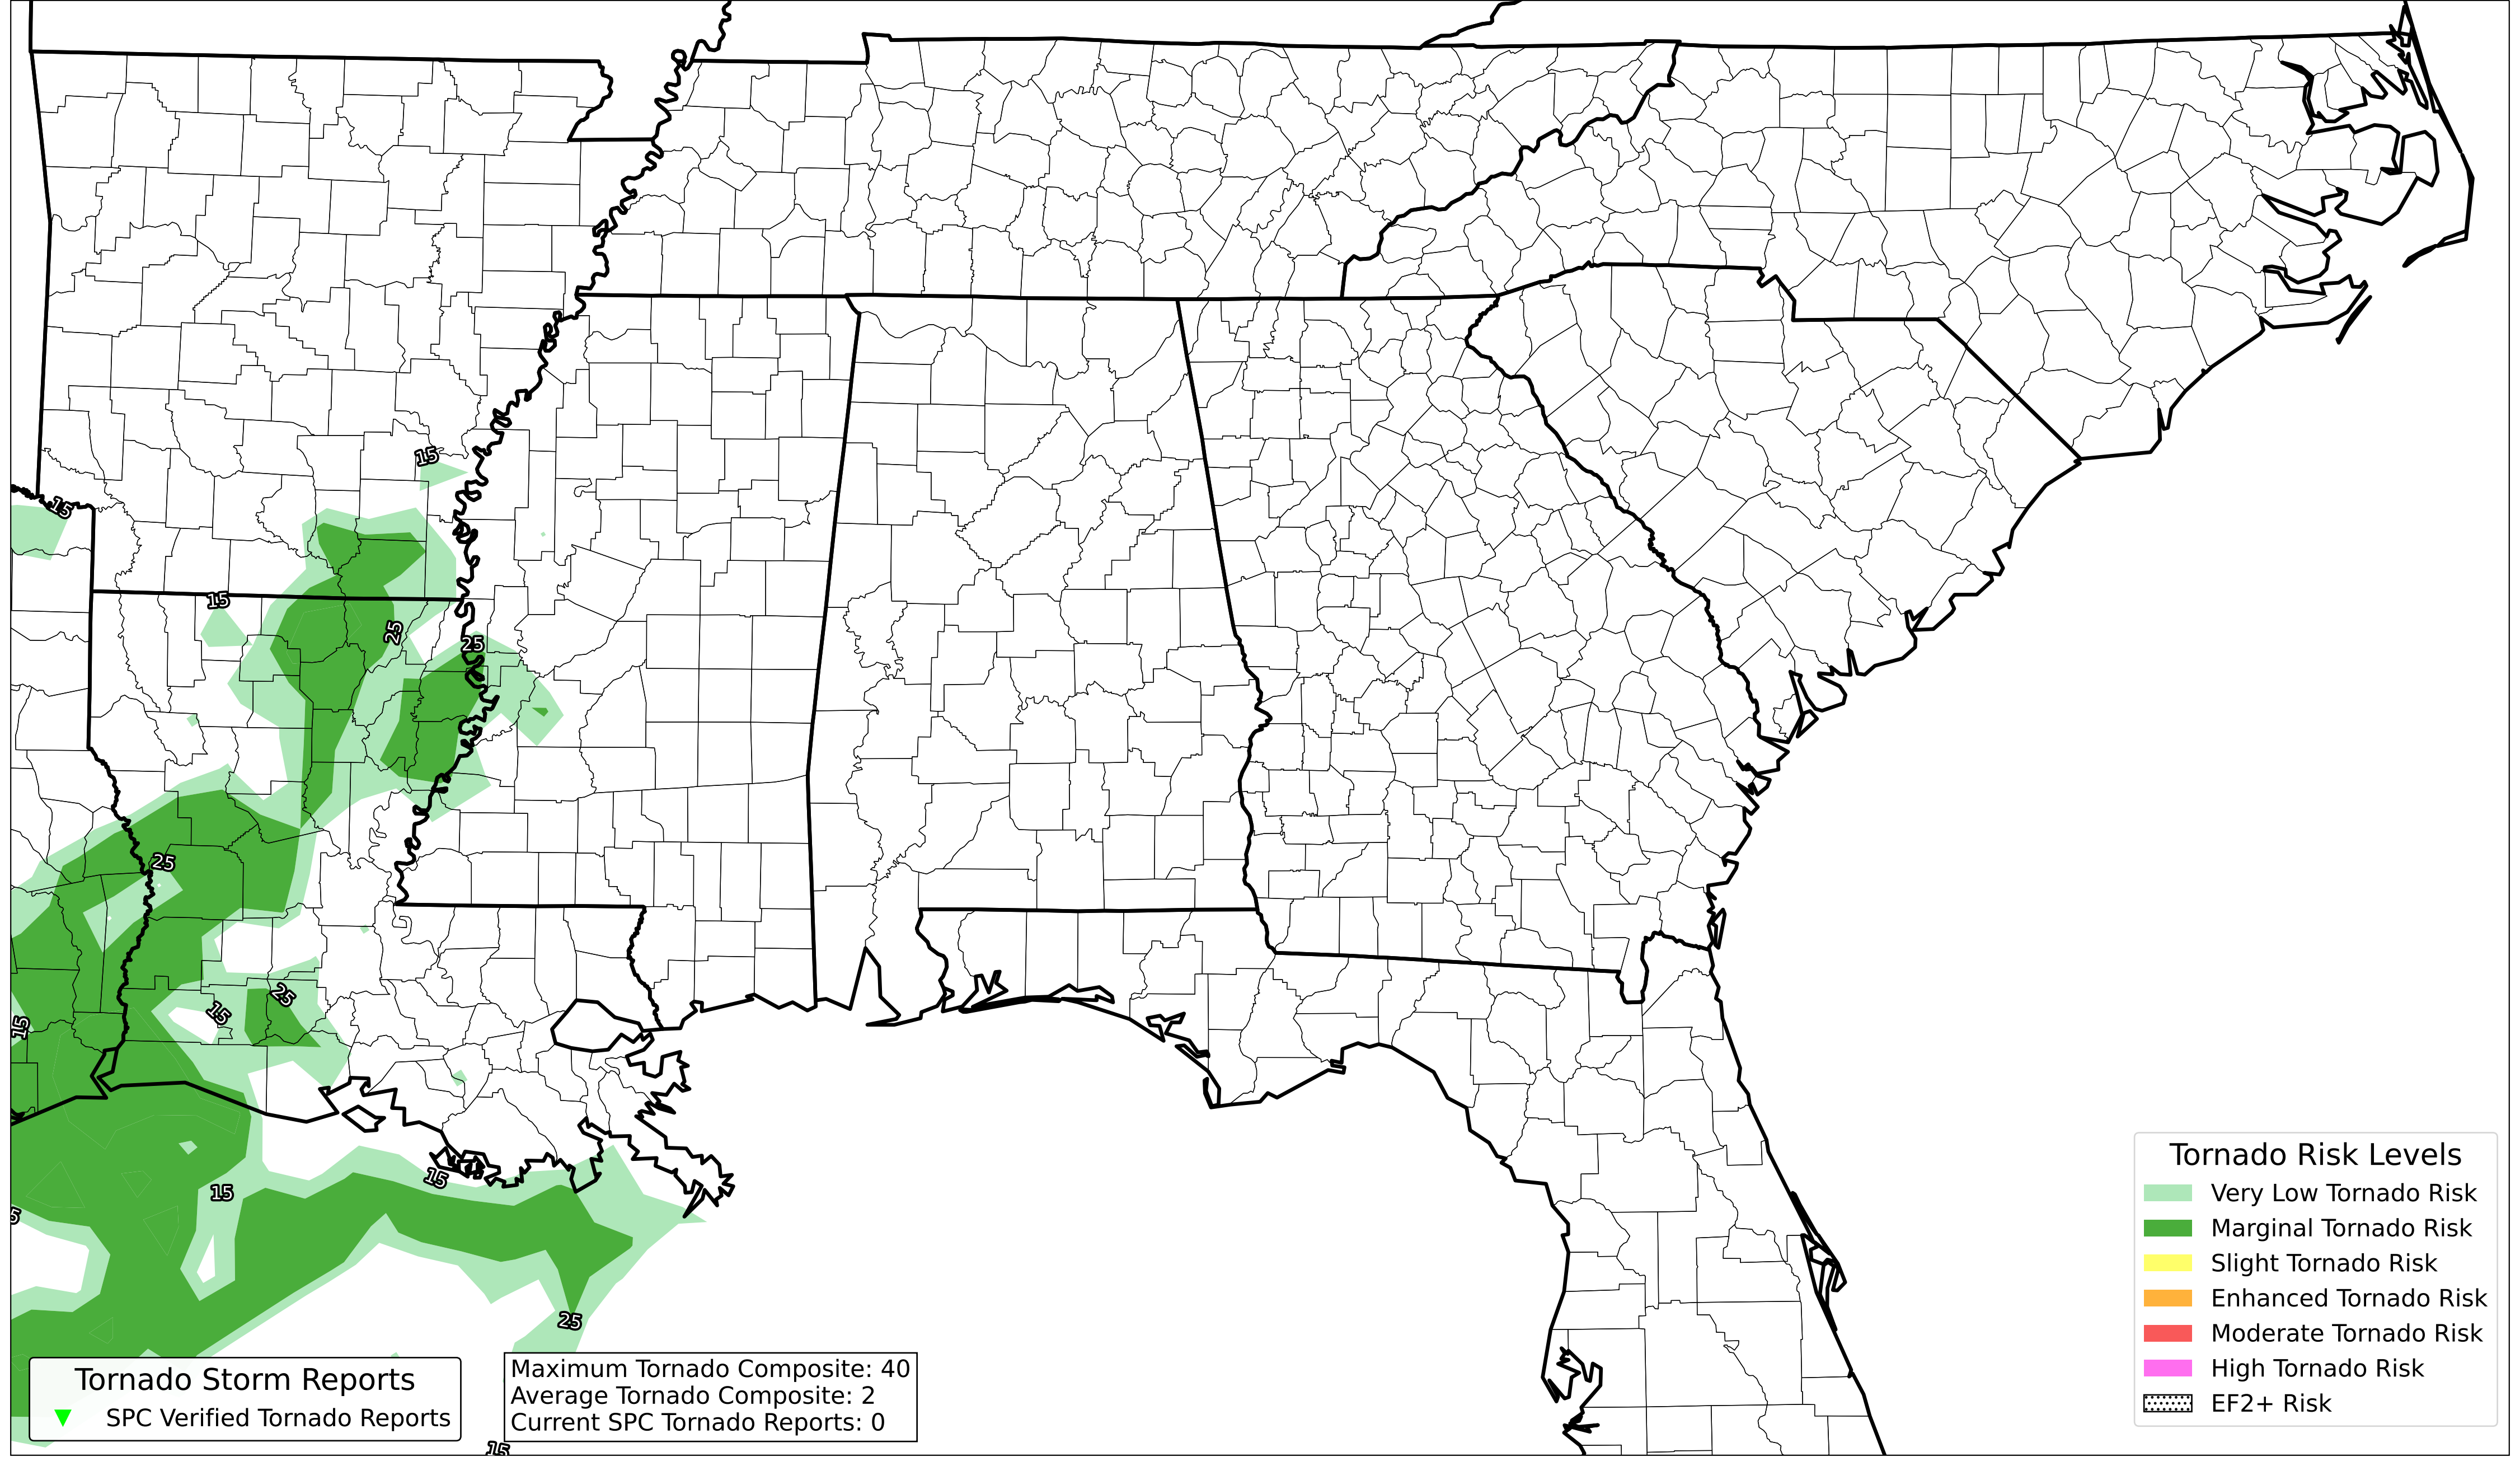 15
15
15
25
25
25
25
15
15
15
15
5
25
15
Tornado Storm Reports
SPC Verified Tornado Reports
Maximum Tornado Composite: 40
Average Tornado Composite: 2
Current SPC Tornado Reports: 0
Tornado Risk Levels
Very Low Tornado Risk
Marginal Tornado Risk
Slight Tornado Risk
Enhanced Tornado Risk
Moderate Tornado Risk
High Tornado Risk
EF2+ Risk